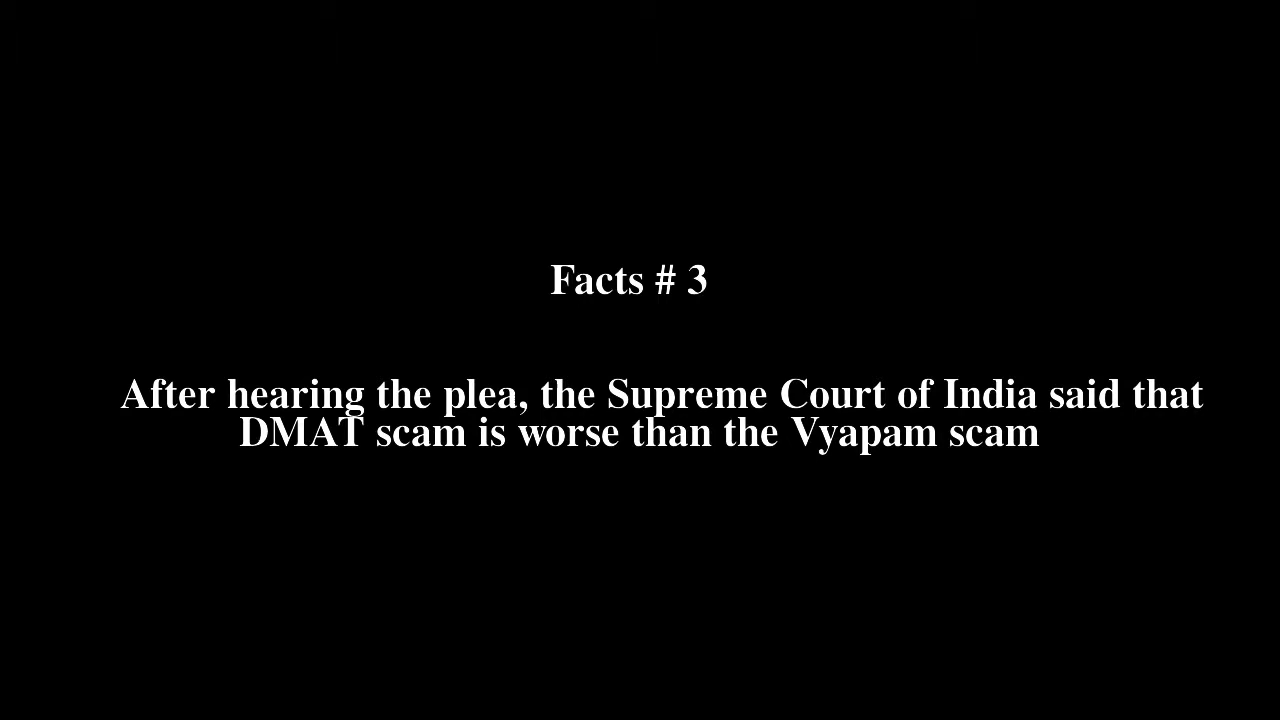 Facts # 3
After hearing the plea, the Supreme Court of India said that
DMAT scam is worse than the Vyapam scam